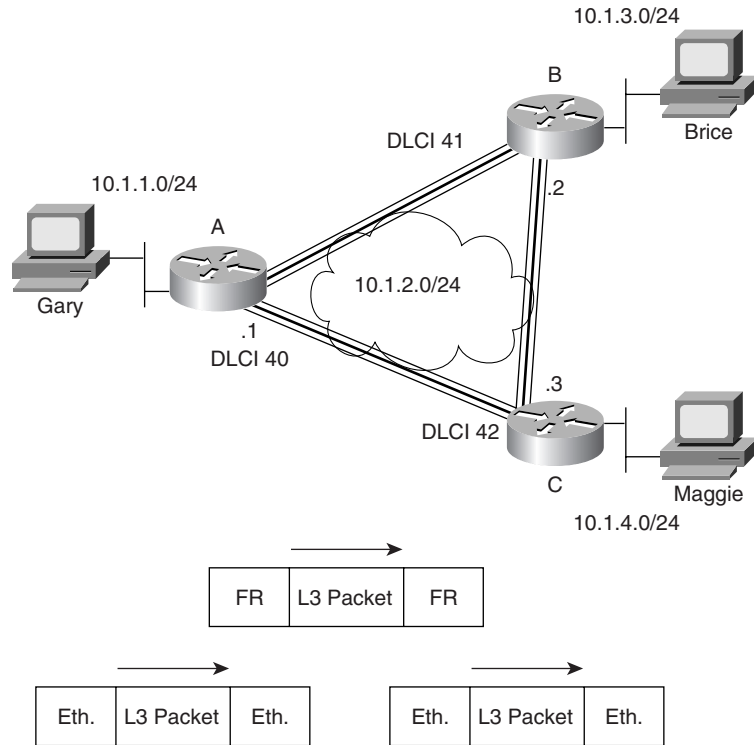 10.1.3.0/24
B
Brice
DLCI 41
10.1.1.0/24
.2
A
10.1.2.0/24
Gary
.1
DLCI 40
.3
DLCI 42
C
Maggie
10.1.4.0/24
FR L3 Packet FR
Eth. L3 Packet Eth.
Eth. L3 Packet Eth.